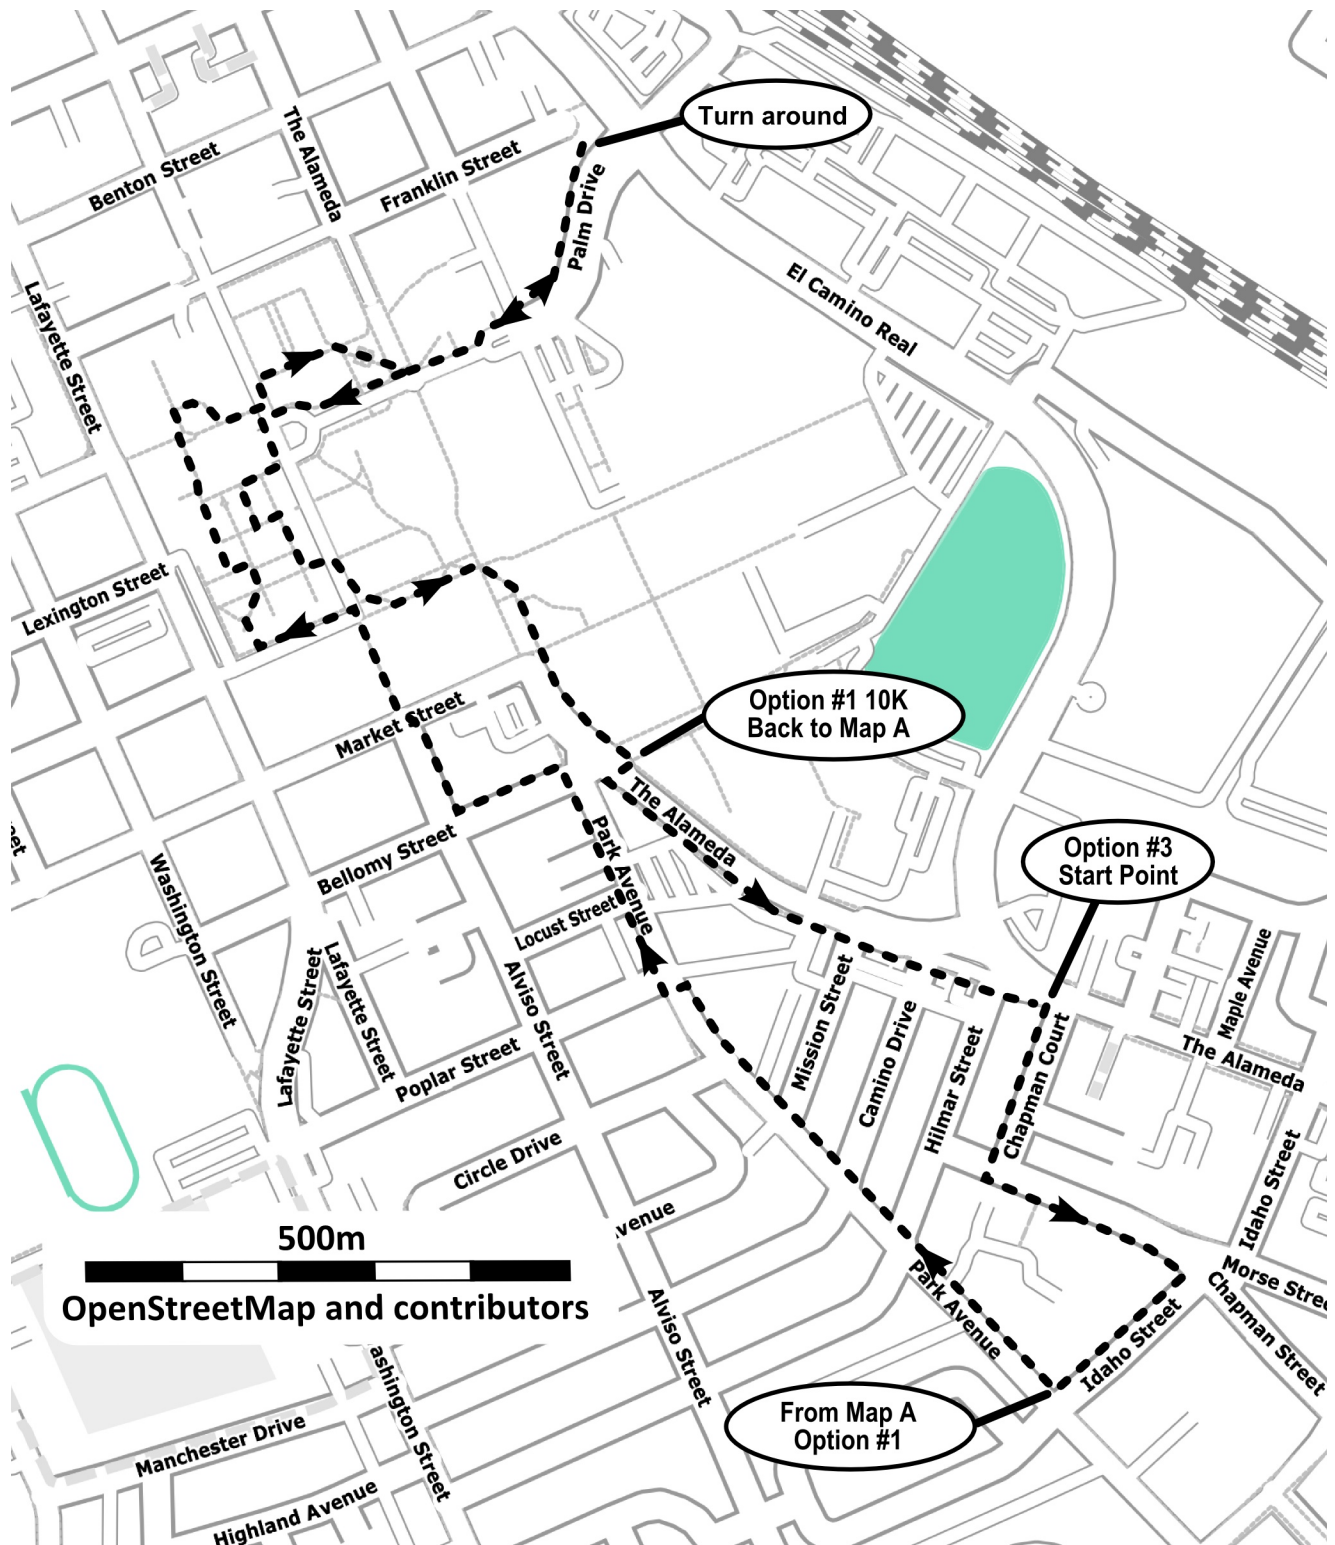 Turn around
The Alameda
Benton Street
Franklin Street
Palm Drive
El Camino Real
Lafayette Street
Lexington Street
Option #1 10K
Back to Map A
Market Street
The Alameda
Option #3
Start Point
Park Avenue
Bellomy Street
Washington Street
Locust Street
Maple Avenue
Lafayette Street
Lafayette Street
Alviso Street
Mission Street
Camino Drive
Hilmar Street
Chapman Court
The Alameda
Poplar Street
Circle Drive
Idaho Street
500m
OpenStreetMap and contributors
Park Avenue
Morse Stree
Chapman Street
Idaho Street
Alviso Street
From Map A
Option #1
ashington Street
Manchester Drive
Highland Avenue